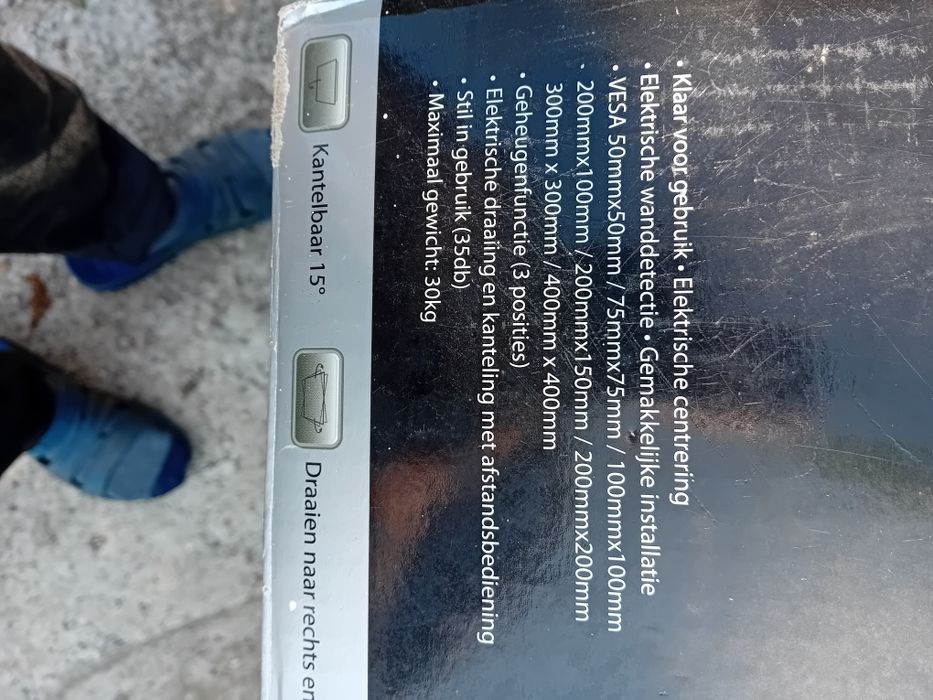 • Klaar voor gebruik • Elektrische centrering
• Elektrische wanddetectie • Gemakkelijke installatie
• VESA 50mmx50mm / 75mmx75mm / 100mmx100mm
200mmx100mm / 200mmx150mm / 200mmx200mm
300mm x 300mm / 400mm x 400mm
• Geheugenfunctie (3 posities)
• Elektrische draaiing en kanteling met afstandsbediening
• Stil in gebruik (35db)
• Maximaal gewicht: 30kg
Kantelbaar 15°
Draaien naar rechts en